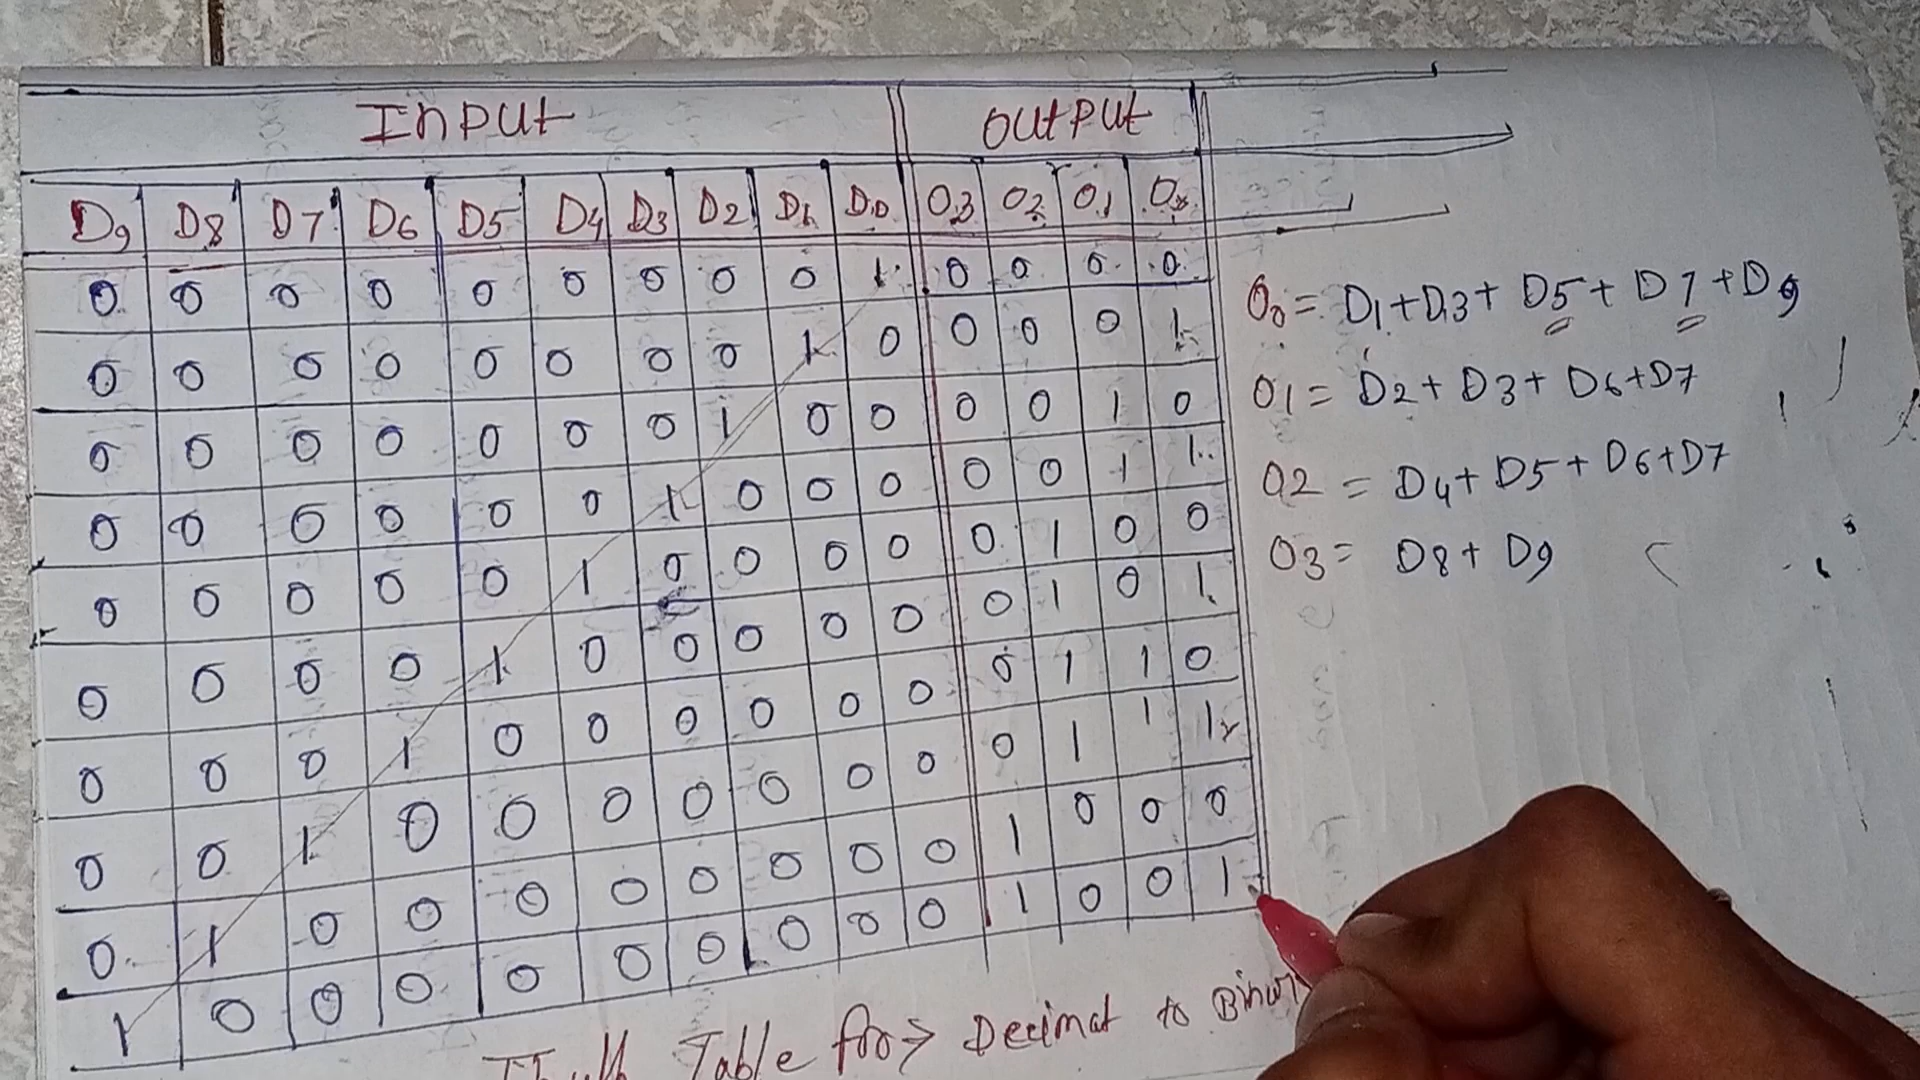 INPUT OUTPUT
D9 D8 D7 D6 D5 D4 D3 D2 D1 D0 O3 O2 O1 O0
0 0 0 0 0 0 0 0 0 1 0 0 0 0
0 0 0 0 0 0 0 0 1 0 0 0 0 1
0 0 0 0 0 0 0 1 0 0 0 0 1 0
0 0 0 0 0 0 1 0 0 0 0 0 1 1
0 0 0 0 0 1 0 0 0 0 0 1 0 0
0 0 0 0 1 0 0 0 0 0 0 1 0 1
0 0 0 1 0 0 0 0 0 0 0 1 1 0
0 0 1 0 0 0 0 0 0 0 0 1 1 1
0 1 0 0 0 0 0 0 0 0 1 0 0 0
1 0 0 0 0 0 0 0 0 0 1 0 0 1
O0 = D1+D3+ D5+ D7+D9
O1 = D2+ D3+ D6+D7
O2 = D4+ D5+ D6+D7
O3 = D8+ D9
Table for → Decimal to